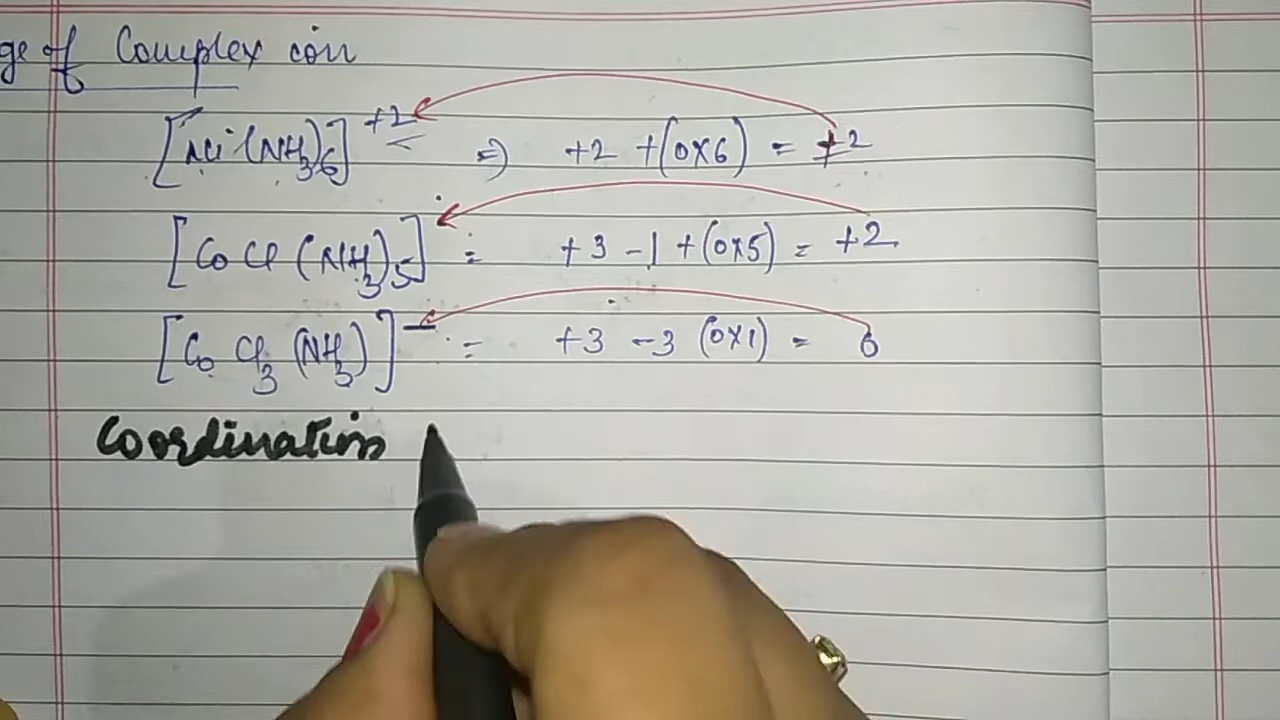 ge of Complex ion
[Ni(NH3)6]+2 ⇒ +2 +(0×6) = +2
[CoCl(NH3)5] = +3 -1 +(0×5) = +2.
[CoCl3(NH3)]– = +3 -3 (0×1) = 0
Coordination